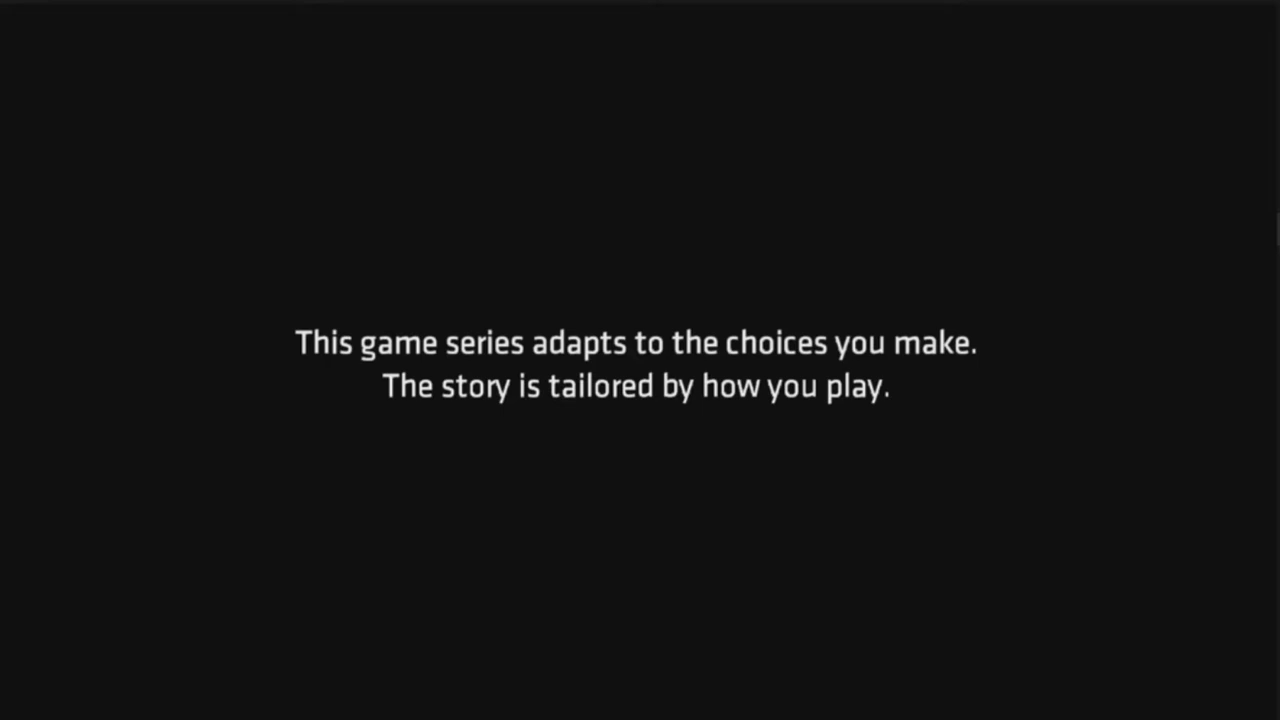 This game series adapts to the choices you make.
The story is tailored by how you play.